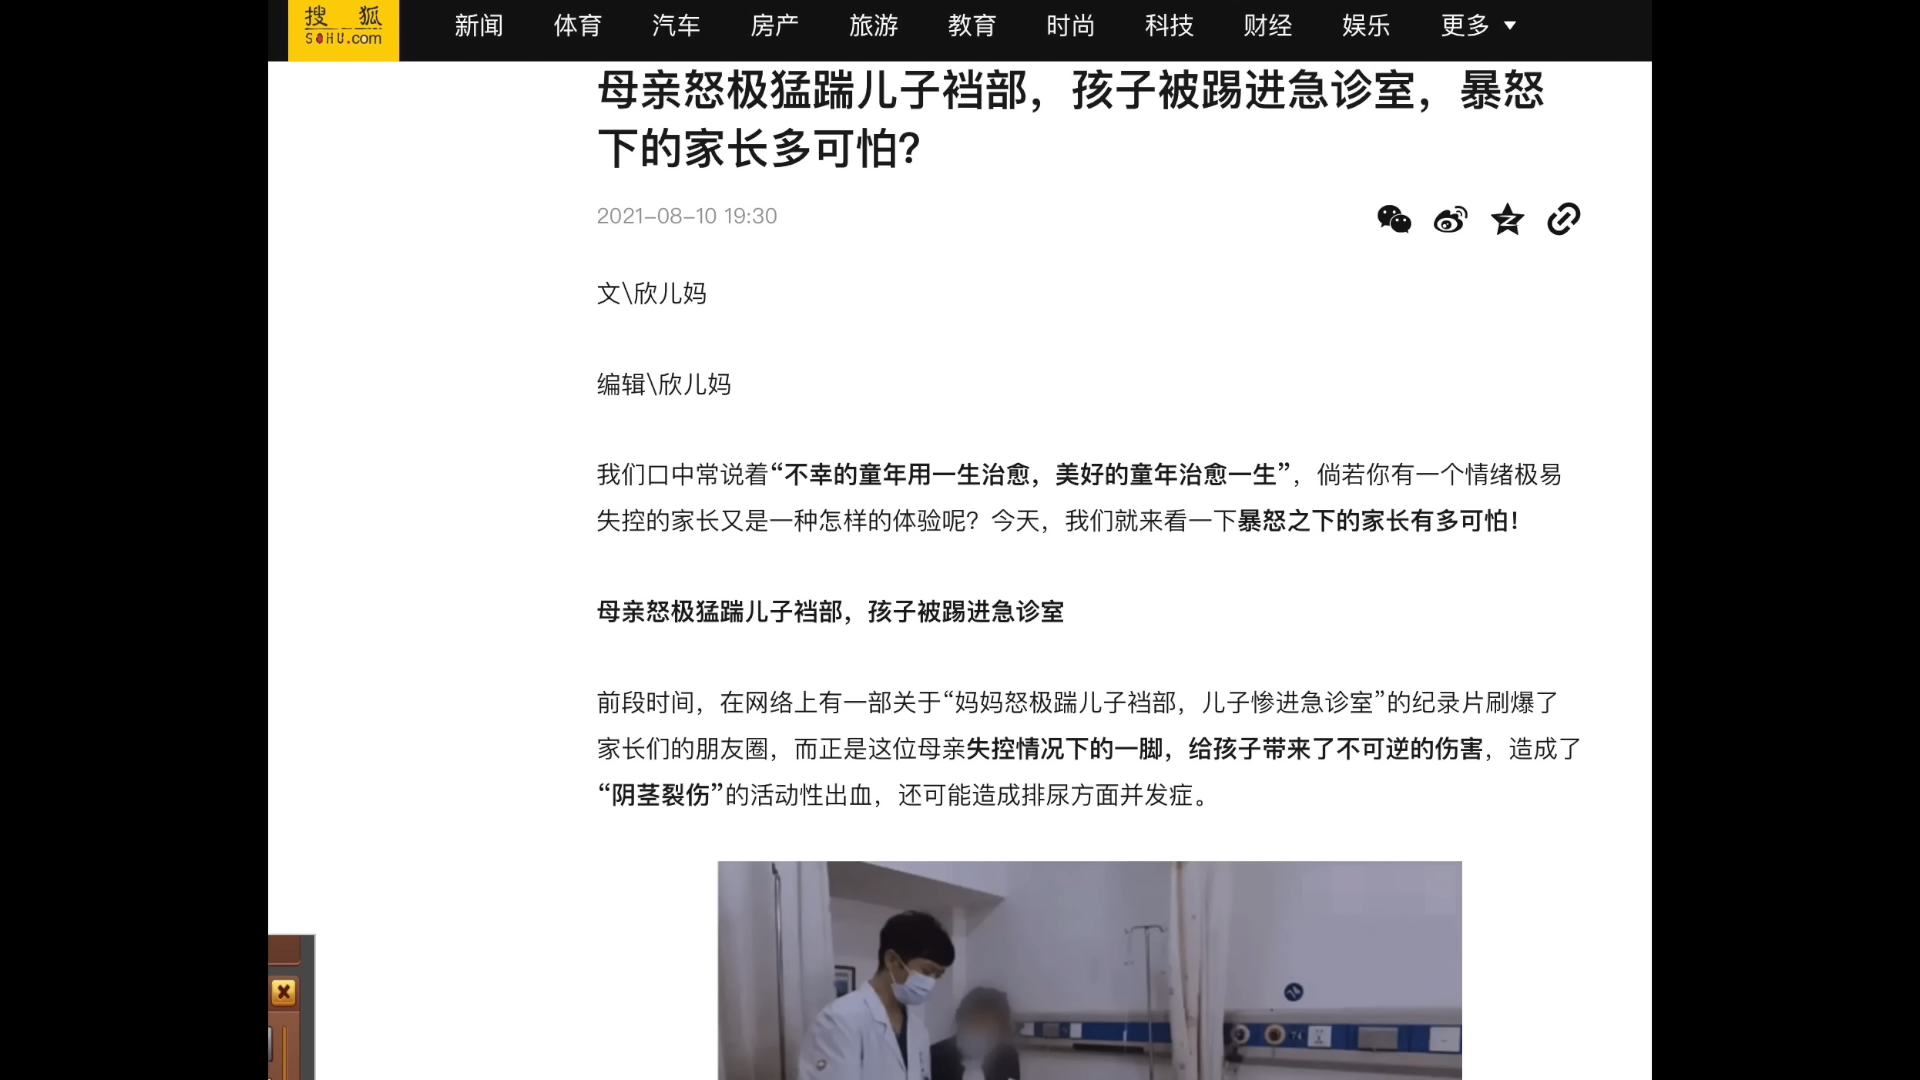 搜 狐
SOHU.com
新闻 体育 汽车 房产 旅游 教育 时尚 科技 财经 娱乐 更多
母亲怒极猛踹儿子裆部，孩子被踢进急诊室，暴怒
下的家长多可怕？
2021-08-10 19:30
文\欣儿妈
编辑\欣儿妈
我们口中常说着“不幸的童年用一生治愈，美好的童年治愈一生”，倘若你有一个情绪极易
失控的家长又是一种怎样的体验呢？今天，我们就来看一下暴怒之下的家长有多可怕！
母亲怒极猛踹儿子裆部，孩子被踢进急诊室
前段时间，在网络上有一部关于“妈妈怒极踹儿子裆部，儿子惨进急诊室”的纪录片刷爆了
家长们的朋友圈，而正是这位母亲失控情况下的一脚，给孩子带来了不可逆的伤害，造成了
“阴茎裂伤”的活动性出血，还可能造成排尿方面并发症。